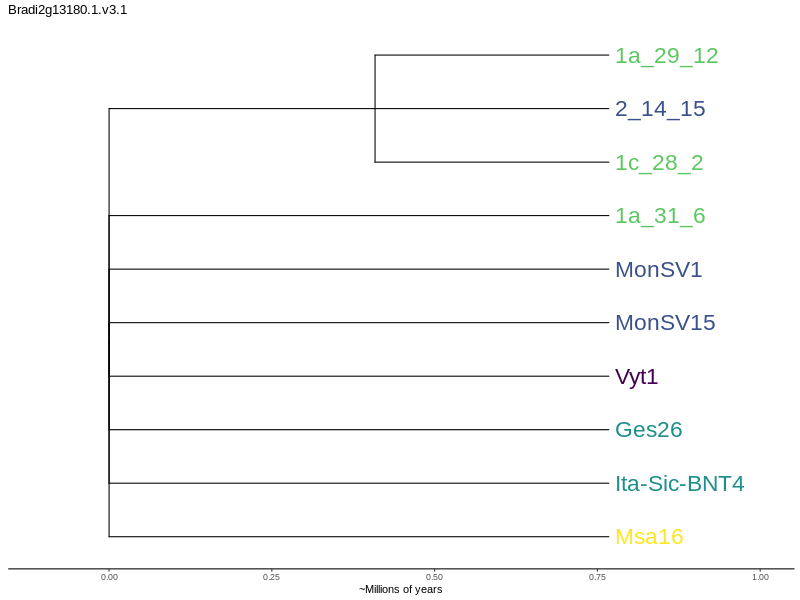 Bradi2g13180.1.v3.1
1a_29_12
2_14_15
1c_28_2
1a_31_6
MonSV1
MonSV15
Vyt1
Ges26
Ita-Sic-BNT4
Msa16
0.00 0.25 0.50 0.75 1.00
~Millions of years